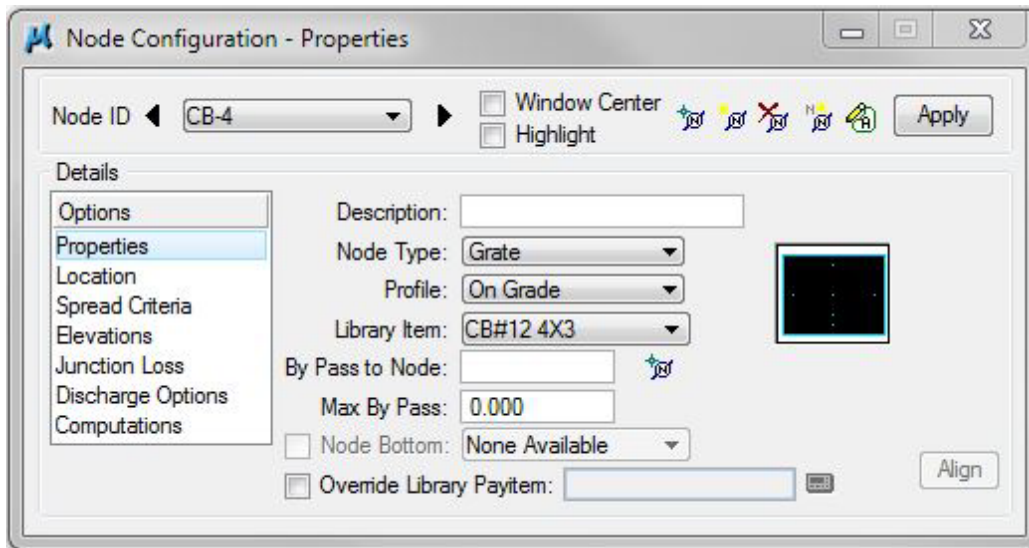 Node Configuration - Properties
Node ID CB-4 Window Center Apply
Highlight
Details
Options
Properties
Location
Spread Criteria
Elevations
Junction Loss
Discharge Options
Computations
Description:
Node Type: Grate
Profile: On Grade
Library Item: CB#12 4X3
By Pass to Node:
Max By Pass: 0.000
Node Bottom: None Available
Override Library Payitem:
Align